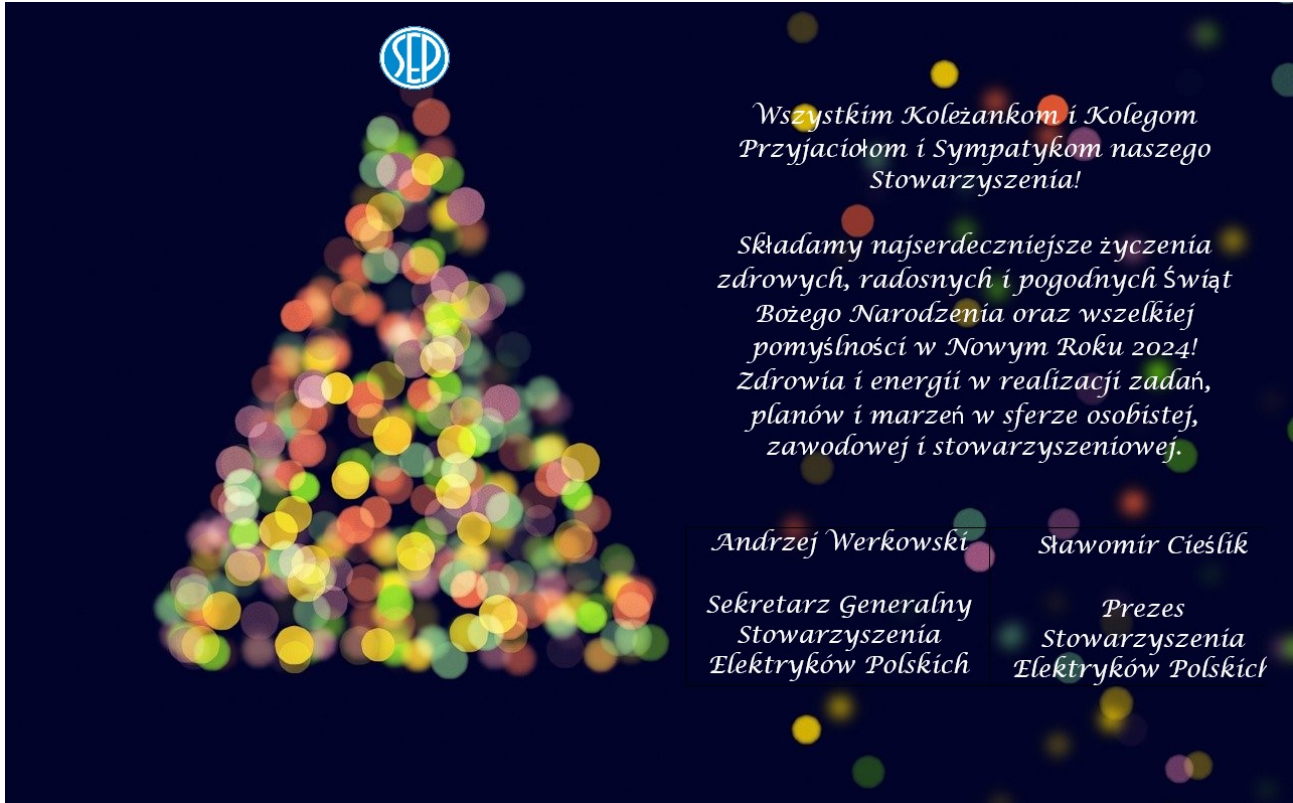 SEP
Wszystkim Koleżankom i Kolegom
Przyjaciołom i Sympatykom naszego
Stowarzyszenia!
Składamy najserdeczniejsze życzenia
zdrowych, radosnych i pogodnych Świąt
Bożego Narodzenia oraz wszelkiej
pomyślności w Nowym Roku 2024!
Zdrowia i energii w realizacji zadań,
planów i marzeń w sferze osobistej,
zawodowej i stowarzyszeniowej.
Andrzej Werkowski
Sekretarz Generalny
Stowarzyszenia
Elektryków Polskich
Sławomir Cieślik
Prezes
Stowarzyszenia
Elektryków Polskich